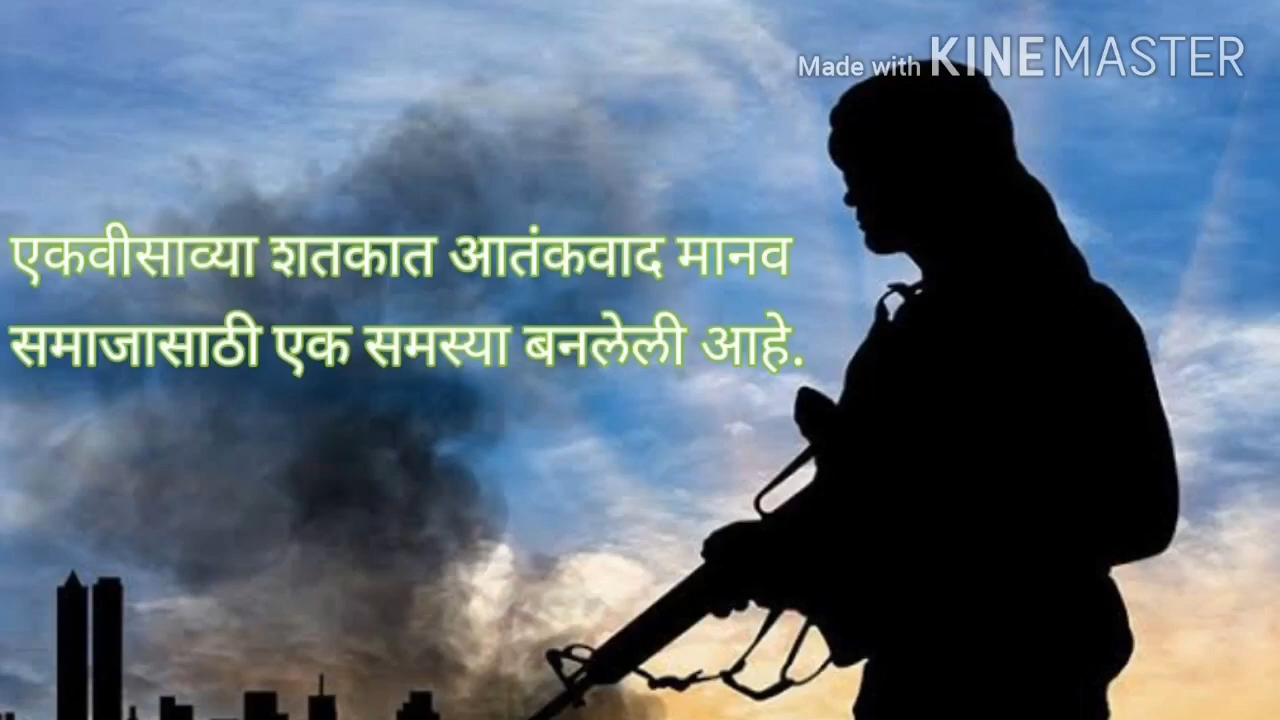 Made with KINEMASTER
एकवीसाव्या शतकात आतंकवाद मानव
समाजासाठी एक समस्या बनलेली आहे.